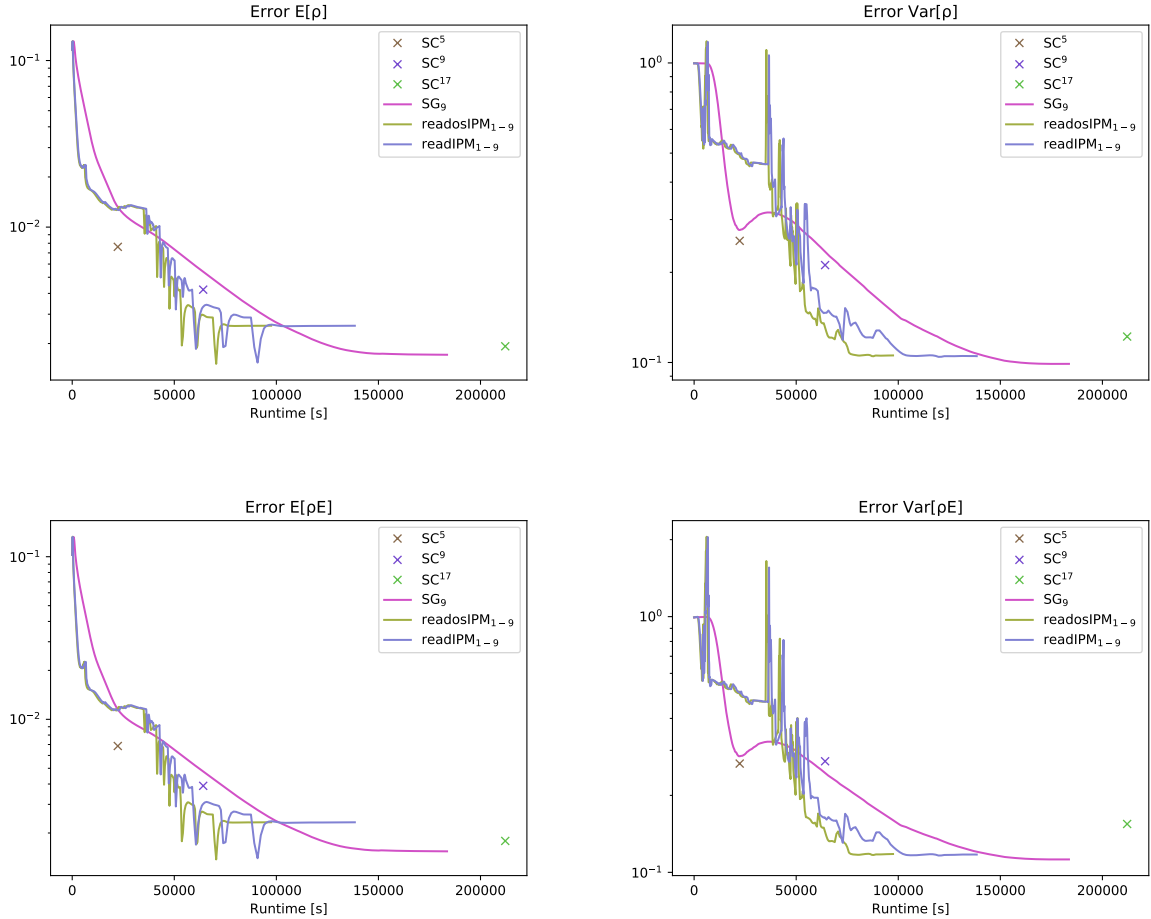 Error E[ρ]
10⁻¹
10⁻²
SC⁵
SC⁹
SC¹⁷
SG₉
readosIPM₁₋₉
readIPM₁₋₉
0 50000 100000 150000 200000
Runtime [s]
Error Var[ρ]
10⁰
10⁻¹
SC⁵
SC⁹
SC¹⁷
SG₉
readosIPM₁₋₉
readIPM₁₋₉
0 50000 100000 150000 200000
Runtime [s]
Error E[ρE]
10⁻¹
10⁻²
SC⁵
SC⁹
SC¹⁷
SG₉
readosIPM₁₋₉
readIPM₁₋₉
0 50000 100000 150000 200000
Runtime [s]
Error Var[ρE]
10⁰
10⁻¹
SC⁵
SC⁹
SC¹⁷
SG₉
readosIPM₁₋₉
readIPM₁₋₉
0 50000 100000 150000 200000
Runtime [s]